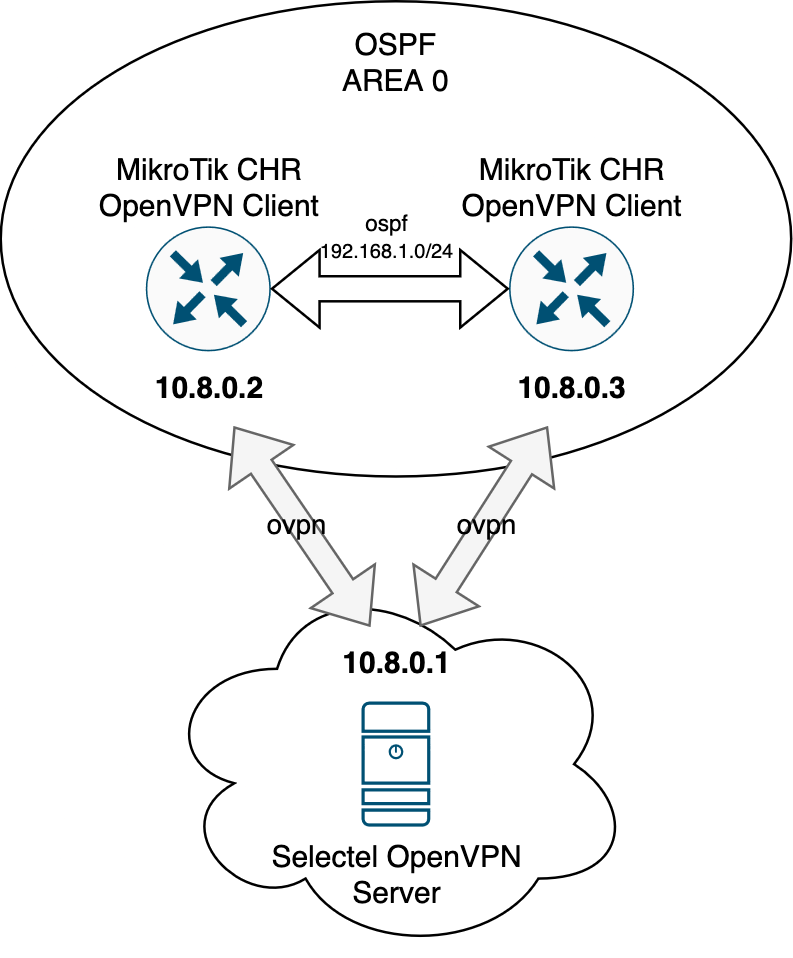 OSPF
AREA 0
MikroTik CHR
OpenVPN Client
MikroTik CHR
OpenVPN Client
ospf
192.168.1.0/24
10.8.0.2
10.8.0.3
ovpn
ovpn
10.8.0.1
Selectel OpenVPN
Server